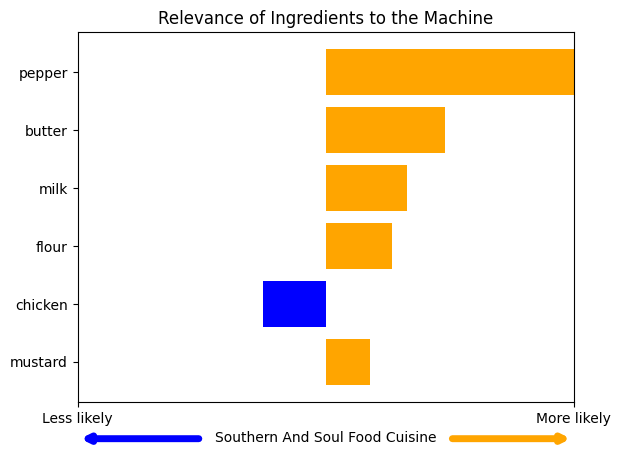 Relevance of Ingredients to the Machine
pepper
butter
milk
flour
chicken
mustard
Less likely
More likely
Southern And Soul Food Cuisine